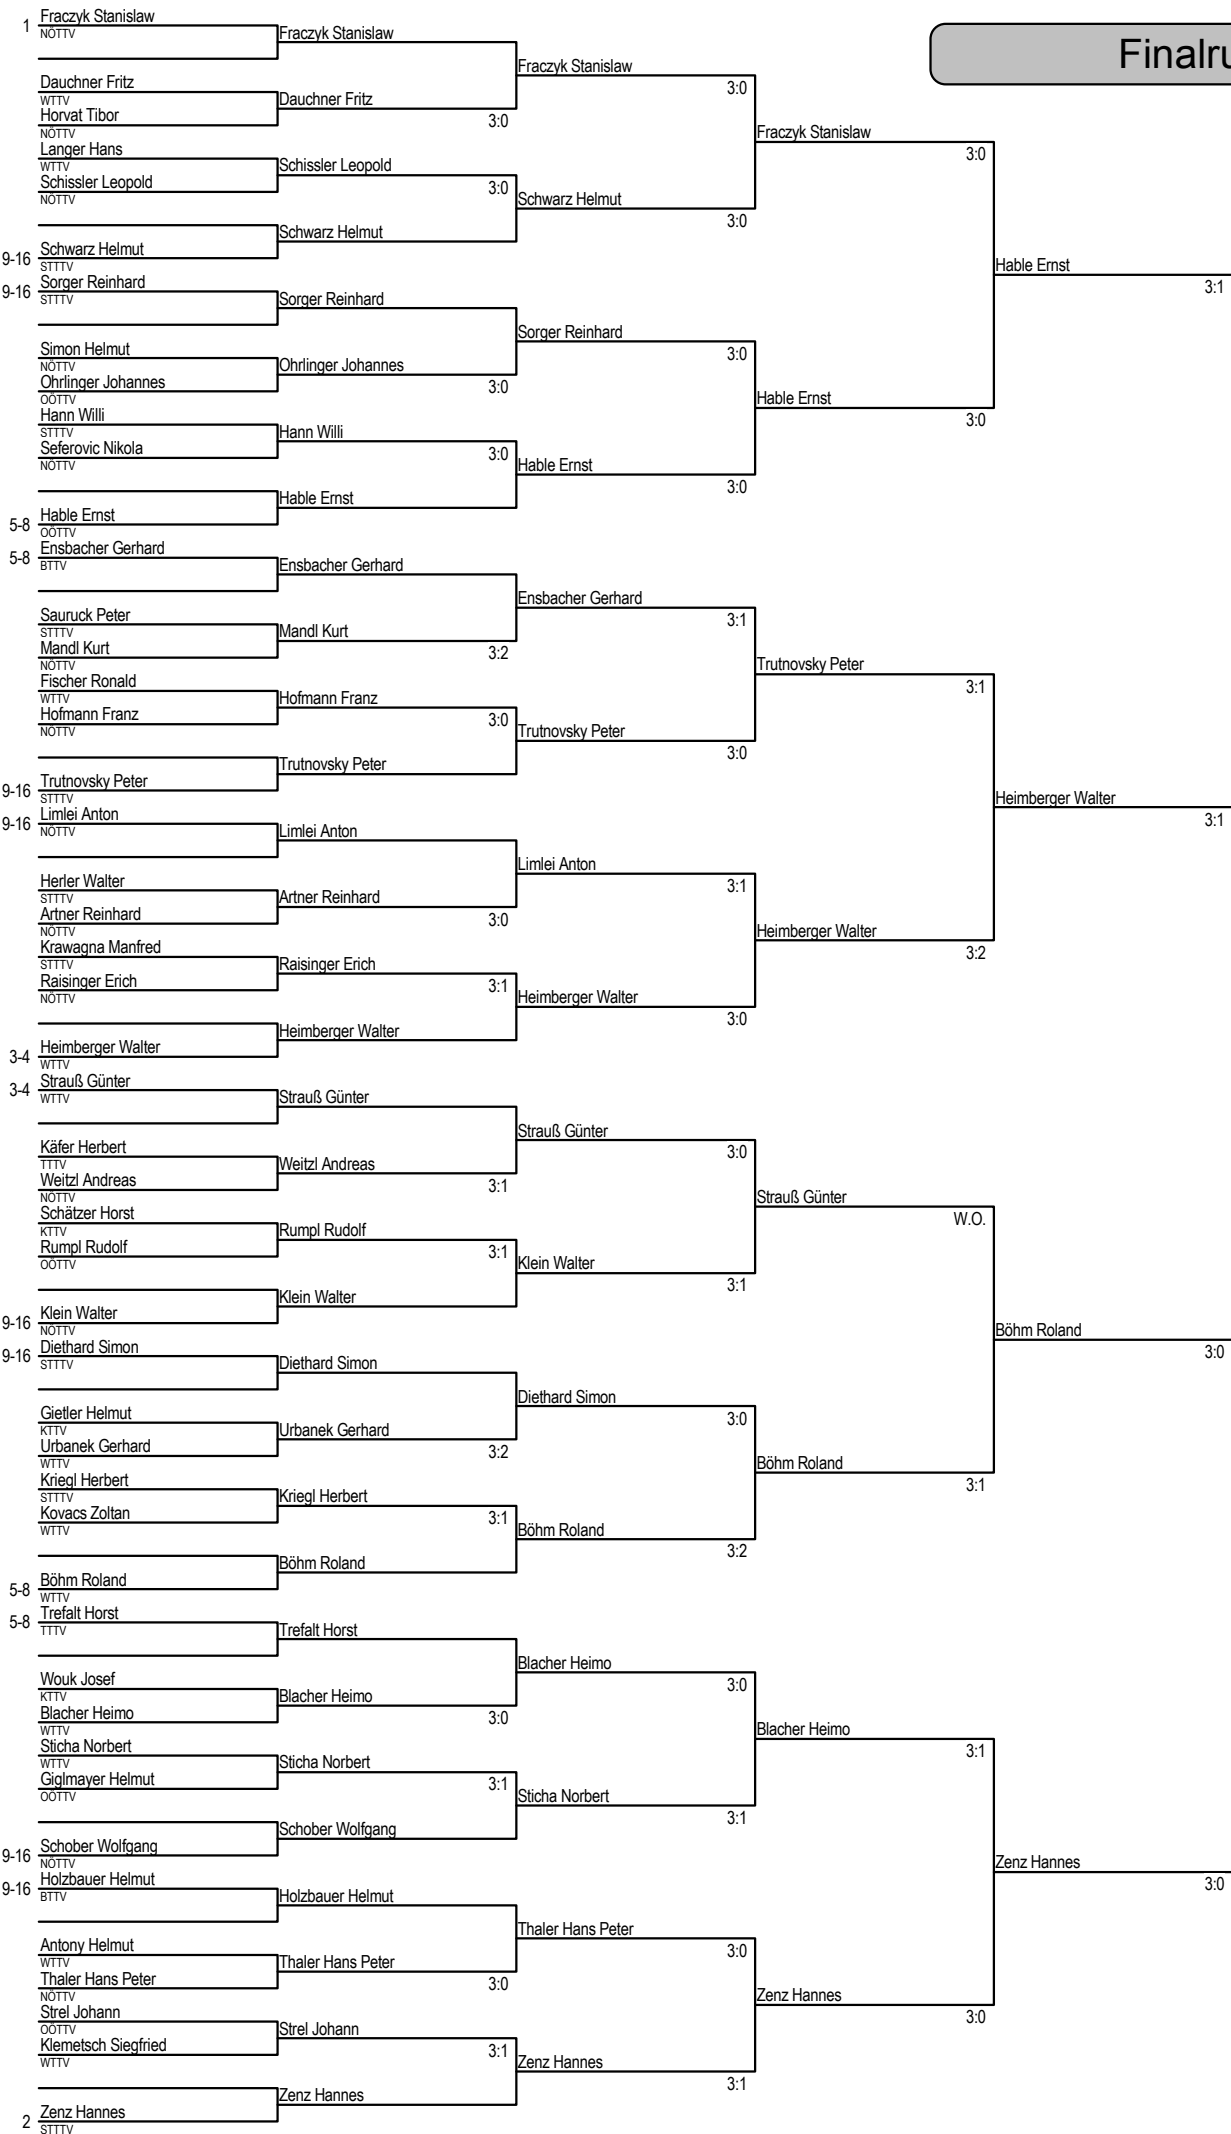 Finalru
1
Fraczyk Stanislaw
NÖTTV
Dauchner Fritz
WTTV
Horvat Tibor
NÖTTV
Langer Hans
WTTV
Schissler Leopold
NÖTTV
9-16
Schwarz Helmut
STTTV
9-16
Sorger Reinhard
STTTV
Simon Helmut
NÖTTV
Ohrlinger Johannes
OÖTTV
Hann Willi
STTTV
Seferovic Nikola
NÖTTV
5-8
Hable Ernst
OÖTTV
5-8
Ensbacher Gerhard
BTTV
Sauruck Peter
STTTV
Mandl Kurt
NÖTTV
Fischer Ronald
WTTV
Hofmann Franz
NÖTTV
9-16
Trutnovsky Peter
STTTV
9-16
Limlei Anton
NÖTTV
Herler Walter
STTTV
Artner Reinhard
NÖTTV
Krawagna Manfred
STTTV
Raisinger Erich
NÖTTV
3-4
Heimberger Walter
WTTV
3-4
Strauß Günter
WTTV
Käfer Herbert
TTTV
Weitzl Andreas
NÖTTV
Schätzer Horst
KTTV
Rumpl Rudolf
OÖTTV
9-16
Klein Walter
NÖTTV
9-16
Diethard Simon
STTTV
Gietler Helmut
KTTV
Urbanek Gerhard
WTTV
Kriegl Herbert
STTTV
Kovacs Zoltan
WTTV
5-8
Böhm Roland
WTTV
5-8
Trefalt Horst
TTTV
Wouk Josef
KTTV
Blacher Heimo
WTTV
Sticha Norbert
WTTV
Giglmayer Helmut
OÖTTV
9-16
Schober Wolfgang
NÖTTV
9-16
Holzbauer Helmut
BTTV
Antony Helmut
WTTV
Thaler Hans Peter
NÖTTV
Strel Johann
OÖTTV
Klemetsch Siegfried
WTTV
2
Zenz Hannes
STTTV
Fraczyk Stanislaw
Dauchner Fritz
3:0
Schissler Leopold
3:0
Schwarz Helmut
Sorger Reinhard
Ohrlinger Johannes
3:0
Hann Willi
3:0
Hable Ernst
Ensbacher Gerhard
Mandl Kurt
3:2
Hofmann Franz
3:0
Trutnovsky Peter
Limlei Anton
Artner Reinhard
3:0
Raisinger Erich
3:1
Heimberger Walter
Strauß Günter
Weitzl Andreas
3:1
Rumpl Rudolf
3:1
Klein Walter
Diethard Simon
Urbanek Gerhard
3:2
Kriegl Herbert
3:1
Böhm Roland
Trefalt Horst
Blacher Heimo
3:0
Sticha Norbert
3:1
Schober Wolfgang
Holzbauer Helmut
Thaler Hans Peter
3:0
Strel Johann
3:1
Zenz Hannes
Fraczyk Stanislaw
3:0
Schwarz Helmut
3:0
Sorger Reinhard
3:0
Hable Ernst
3:0
Ensbacher Gerhard
3:1
Trutnovsky Peter
3:0
Limlei Anton
3:1
Heimberger Walter
3:0
Strauß Günter
3:0
Klein Walter
3:1
Diethard Simon
3:0
Böhm Roland
3:2
Blacher Heimo
3:0
Sticha Norbert
3:1
Thaler Hans Peter
3:0
Zenz Hannes
3:1
Fraczyk Stanislaw
3:0
Hable Ernst
3:0
Trutnovsky Peter
3:1
Heimberger Walter
3:2
Strauß Günter
W.O.
Böhm Roland
3:1
Blacher Heimo
3:1
Zenz Hannes
3:0
Hable Ernst
3:1
Heimberger Walter
3:1
Böhm Roland
3:0
Zenz Hannes
3:0